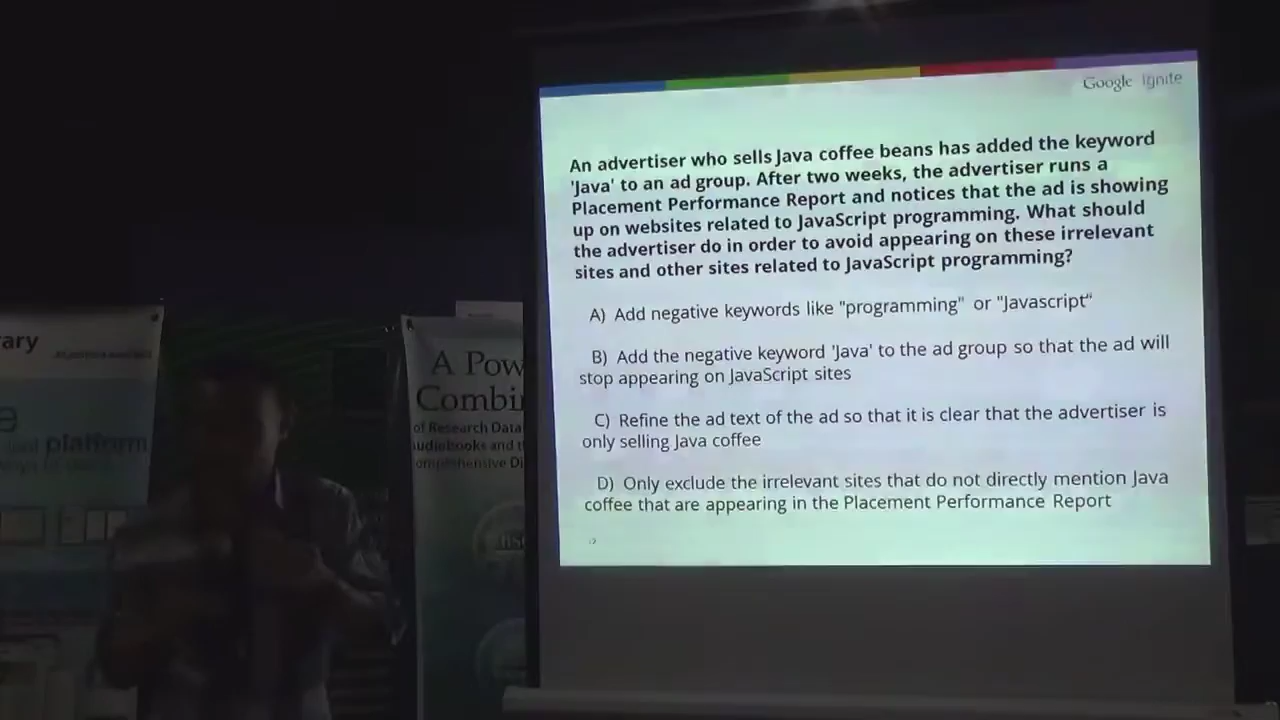 Google Ignite
An advertiser who sells Java coffee beans has added the keyword
'Java' to an ad group. After two weeks, the advertiser runs a
Placement Performance Report and notices that the ad is showing
up on websites related to JavaScript programming. What should
the advertiser do in order to avoid appearing on these irrelevant
sites and other sites related to JavaScript programming?
A) Add negative keywords like "programming" or "Javascript"
B) Add the negative keyword 'Java' to the ad group so that the ad will
stop appearing on JavaScript sites
C) Refine the ad text of the ad so that it is clear that the advertiser is
only selling Java coffee
D) Only exclude the irrelevant sites that do not directly mention Java
coffee that are appearing in the Placement Performance Report
rary
platfrom
A Pow
Combi
of Research Data
udiobooks and t
omprehensive Di